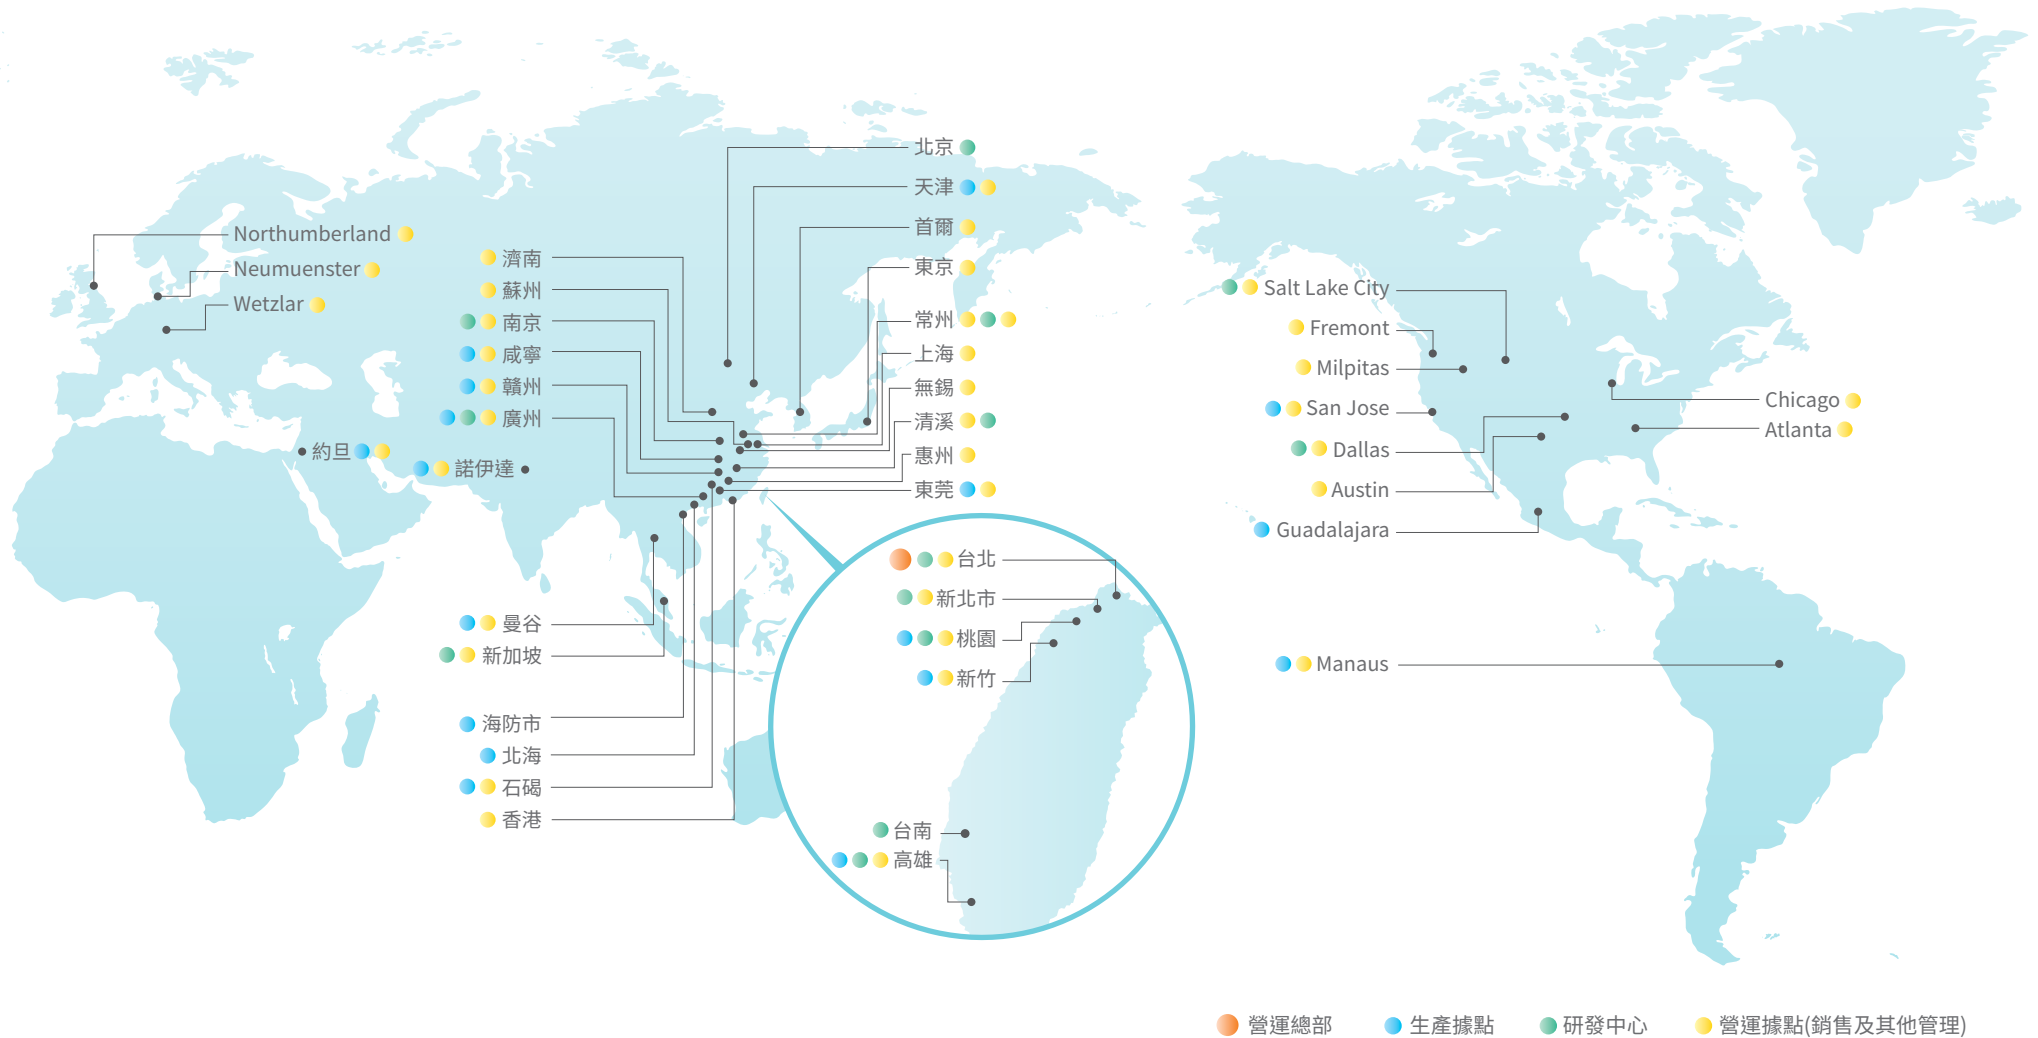 Northumberland
Neumuenster
Wetzlar
約旦
諾伊達
濟南
蘇州
南京
咸寧
贛州
廣州
曼谷
新加坡
海防市
北海
石碣
香港
北京
天津
首爾
東京
常州
上海
無錫
清溪
惠州
東莞
台北
新北市
桃園
新竹
台南
高雄
Salt Lake City
Fremont
Milpitas
San Jose
Dallas
Austin
Guadalajara
Manaus
Chicago
Atlanta
營運總部
生產據點
研發中心
營運據點(銷售及其他管理)